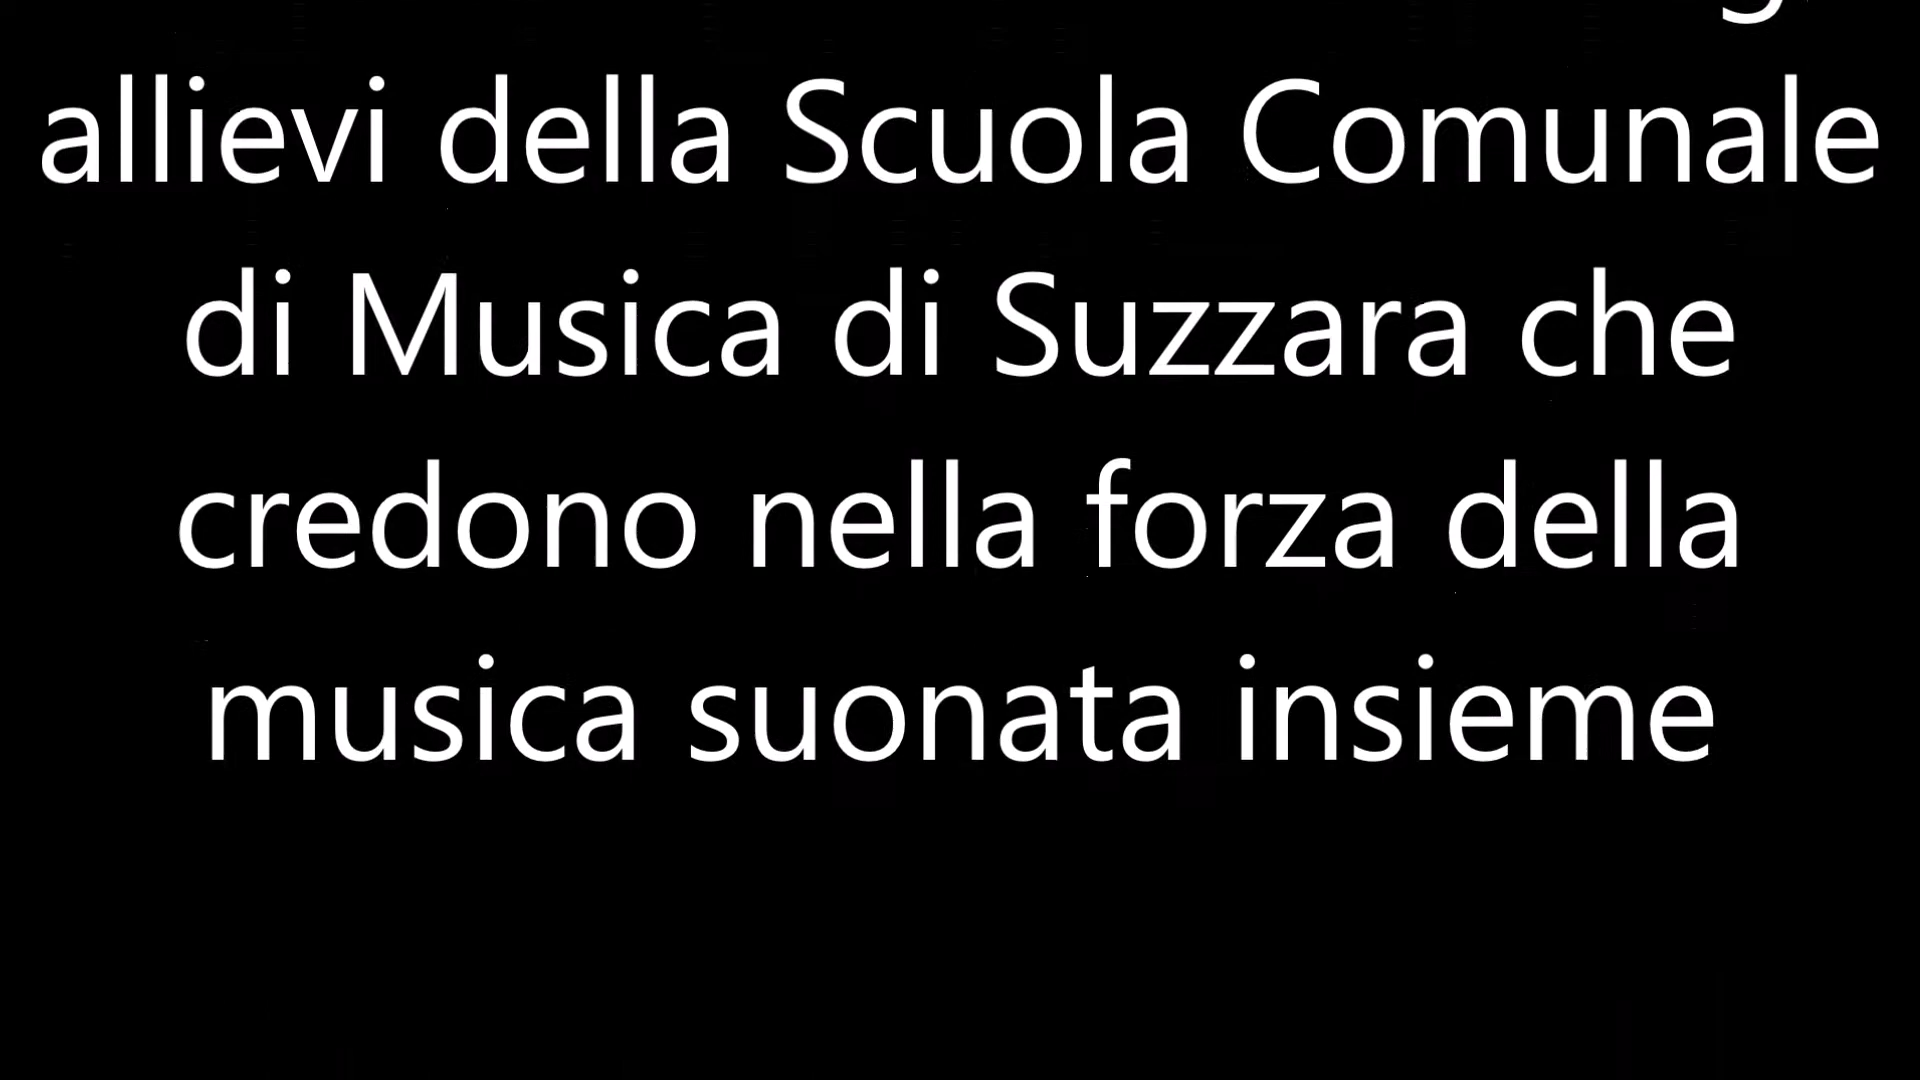 allievi della Scuola Comunale
di Musica di Suzzara che
credono nella forza della
musica suonata insieme